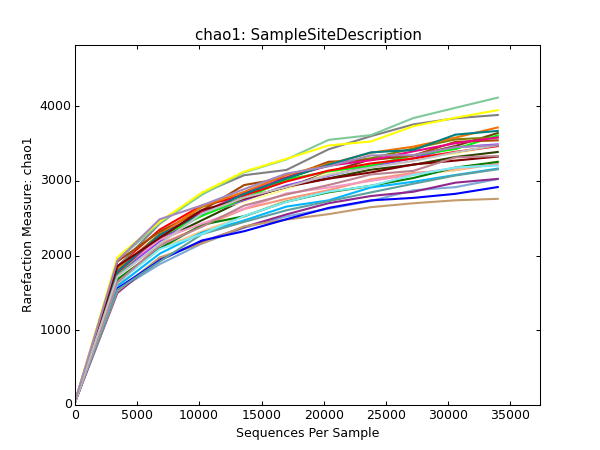 chao1: SampleSiteDescription
Rarefaction Measure: chao1
4000
3000
2000
1000
0
0 5000 10000 15000 20000 25000 30000 35000
Sequences Per Sample